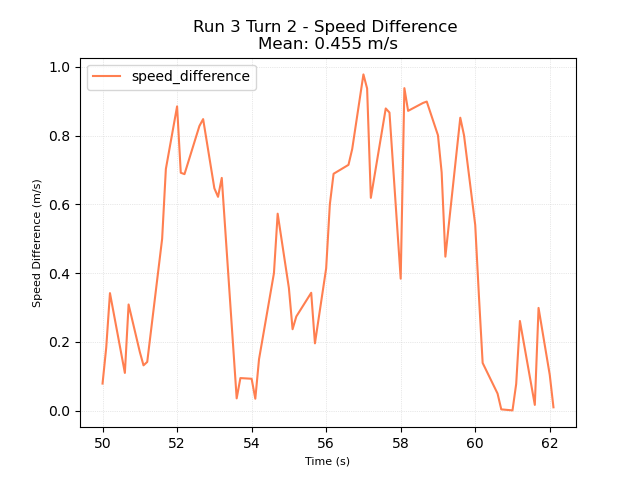 Run 3 Turn 2 - Speed Difference
Mean: 0.455 m/s
speed_difference
Speed Difference (m/s)
1.0
0.8
0.6
0.4
0.2
0.0
50 52 54 56 58 60 62
Time (s)